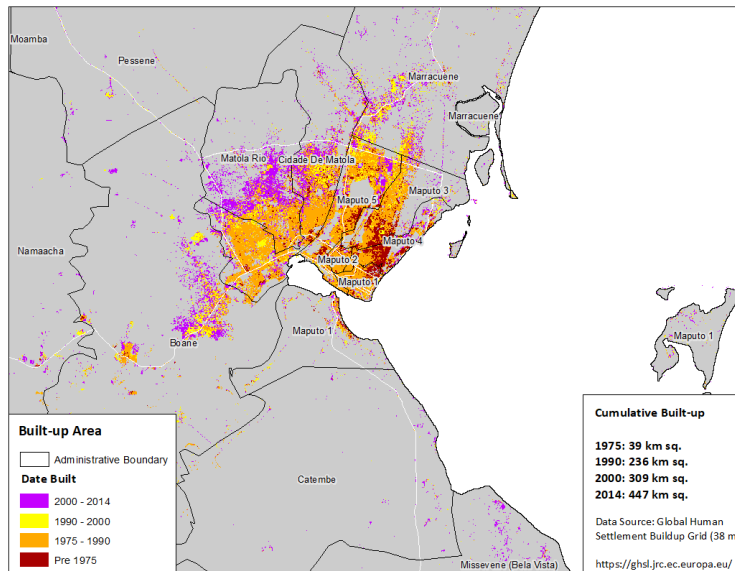 Moamba
Pessene
Marracuene
Marracuene
Matola Rio
Cidade De Matola
Maputo 3
Maputo 5
Maputo 4
Namaacha
Maputo 2
Maputo 1
Maputo 1
Maputo 1
Boane
Catembe
Missevene (Bela Vista)
Built-up Area
Administrative Boundary
Date Built
2000 - 2014
1990 - 2000
1975 - 1990
Pre 1975
Cumulative Built-up
1975: 39 km sq.
1990: 236 km sq.
2000: 309 km sq.
2014: 447 km sq.
Data Source: Global Human
Settlement Buildup Grid (38 m
https://ghsl.jrc.ec.europa.eu/